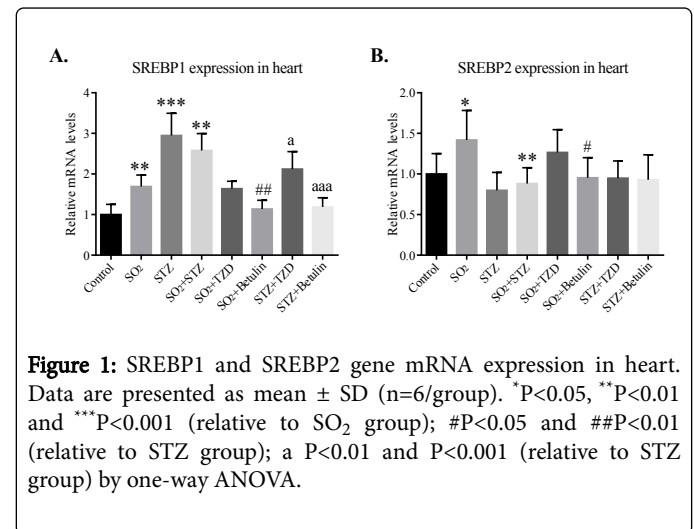 A.
SREBP1 expression in heart
Relative mRNA levels
4
3
2
1
0
**
***
**
##
a
aaa
Control
SO₂
STZ
SO₂+STZ
SO₂+TZD
SO₂+Betulin
STZ+TZD
STZ+Betulin
B.
SREBP2 expression in heart
Relative mRNA levels
2.0
1.5
1.0
0.5
0.0
*
**
#
Control
SO₂
STZ
SO₂+STZ
SO₂+TZD
SO₂+Betulin
STZ+TZD
STZ+Betulin
Figure 1: SREBP1 and SREBP2 gene mRNA expression in heart.
Data are presented as mean ± SD (n=6/group). *P<0.05, **P<0.01
and ***P<0.001 (relative to SO₂ group); #P<0.05 and ##P<0.01
(relative to STZ group); a P<0.01 and P<0.001 (relative to STZ
group) by one-way ANOVA.